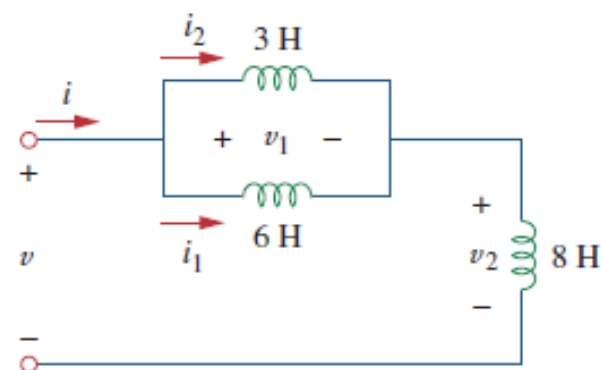 i₂ 3 H
i
+ v₁ −
+
i₁ 6 H
+
v v₂ 8 H
−
−